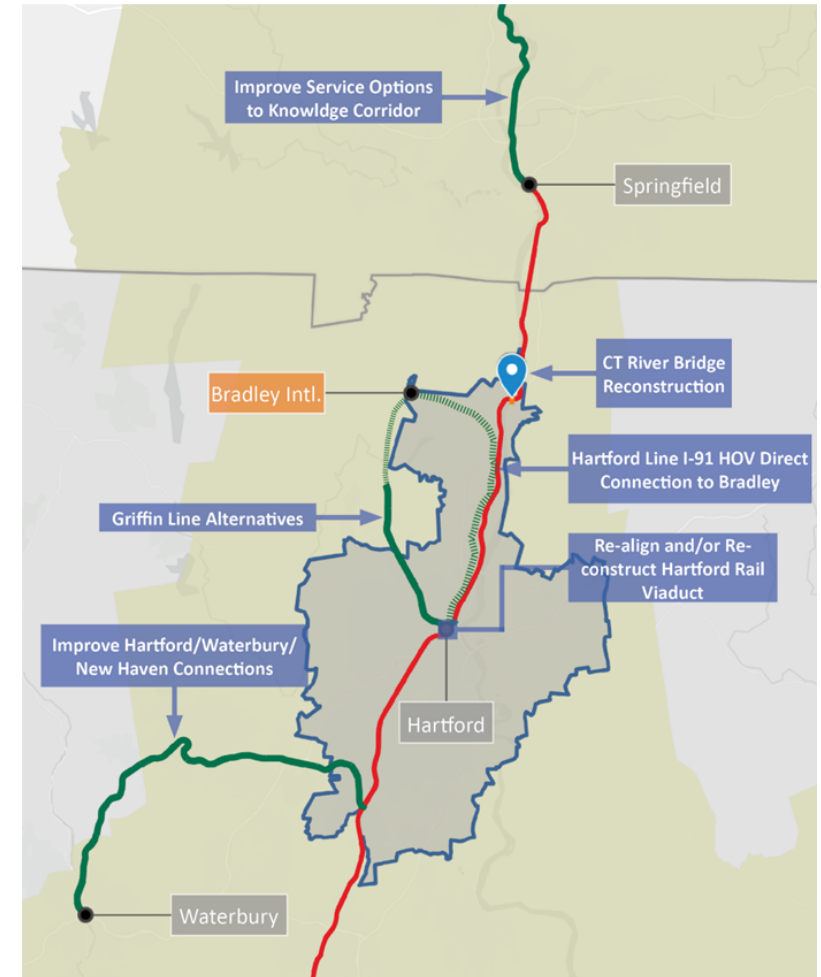 Improve Service Options
to Knowldge Corridor
Springfield
CT River Bridge
Reconstruction
Bradley Intl.
Hartford Line I-91 HOV Direct
Connection to Bradley
Griffin Line Alternatives
Re-align and/or Re-
construct Hartford Rail
Viaduct
Improve Hartford/Waterbury/
New Haven Connections
Hartford
Waterbury